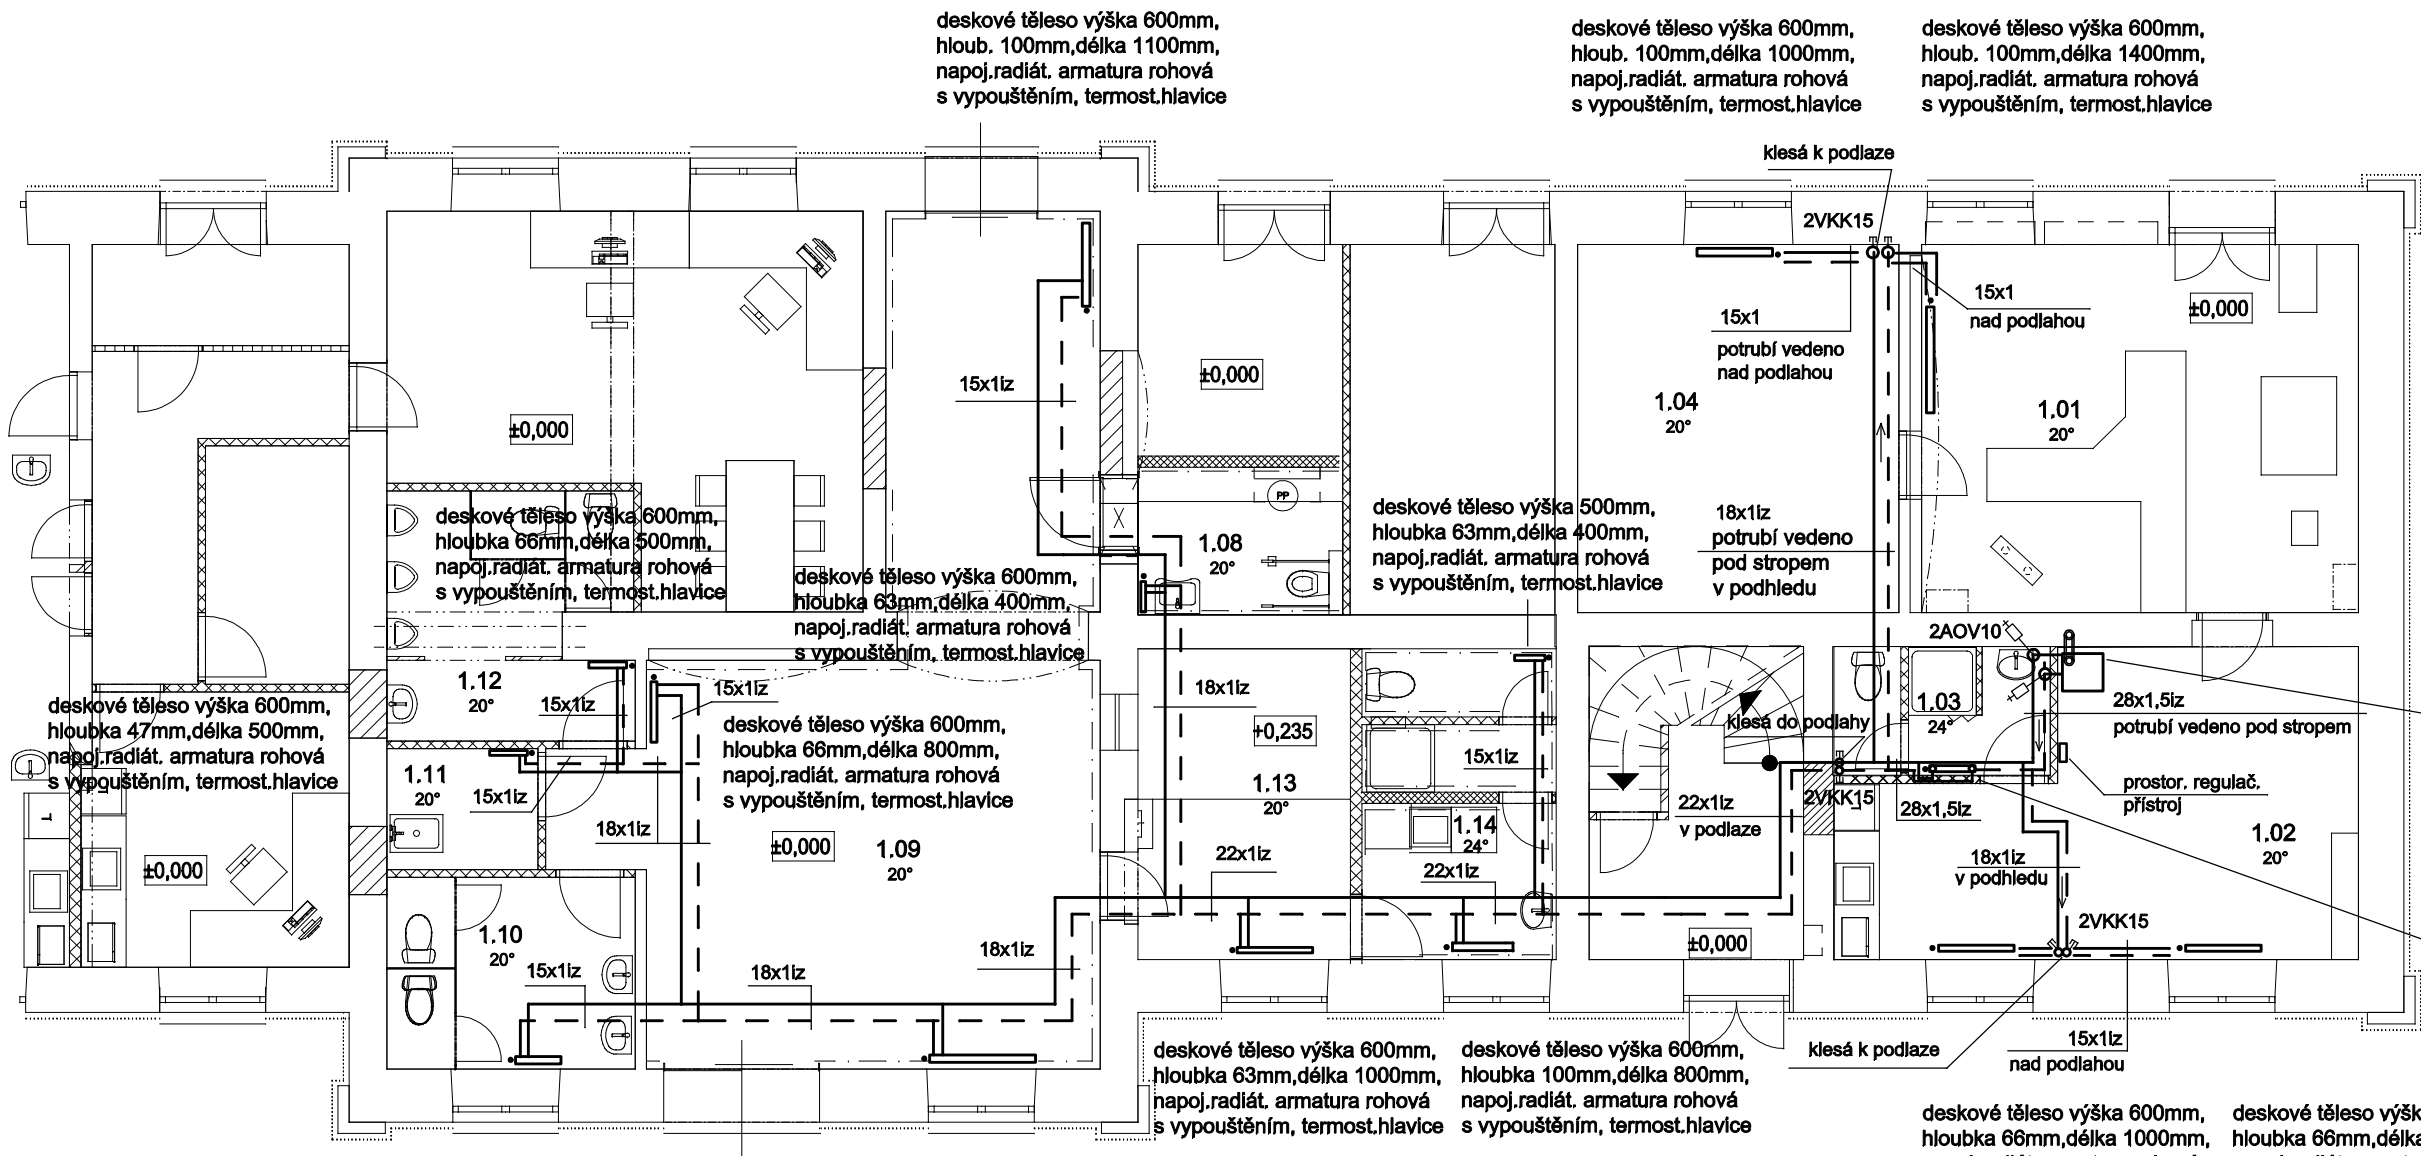 deskové těleso výška 600mm,
hloub. 100mm,délka 1100mm,
napoj.radiát. armatura rohová
s vypouštěním, termost.hlavice
deskové těleso výška 600mm,
hloub. 100mm,délka 1000mm,
napoj.radiát. armatura rohová
s vypouštěním, termost.hlavice
deskové těleso výška 600mm,
hloub. 100mm,délka 1400mm,
napoj.radiát. armatura rohová
s vypouštěním, termost.hlavice
klesá k podlaze
2VKK15
15x1
nad podlahou
±0,000
15x1
potrubí vedeno
nad podlahou
15x1iz
±0,000
1.04
20°
1.01
20°
±0,000
PP
deskové těleso výška 600mm,
hloubka 66mm,délka 500mm,
napoj.radiát. armatura rohová
s vypouštěním, termost.hlavice
deskové těleso výška 600mm,
hloubka 63mm,délka 400mm,
napoj.radiát. armatura rohová
s vypouštěním, termost.hlavice
1.08
20°
deskové těleso výška 500mm,
hloubka 63mm,délka 400mm,
napoj.radiát. armatura rohová
s vypouštěním, termost.hlavice
18x1iz
potrubí vedeno
pod stropem
v podhledu
2AOV10
deskové těleso výška 600mm,
hloubka 47mm,délka 500mm,
napoj.radiát. armatura rohová
s vypouštěním, termost.hlavice
1.12
20°
15x1iz
15x1iz
deskové těleso výška 600mm,
hloubka 66mm,délka 800mm,
napoj.radiát. armatura rohová
s vypouštěním, termost.hlavice
18x1iz
+0,235
1.13
20°
15x1iz
klesá do podlahy
1.03
24°
28x1,5iz
potrubí vedeno pod stropem
prostor. regulač.
přístroj
1.11
20°
15x1iz
18x1iz
±0,000
1.09
20°
22x1iz
1.14
24°
22x1iz
22x1iz
v podlaze
2VKK15
28x1,5iz
18x1iz
v podhledu
1.02
20°
±0,000
1.10
20°
15x1iz
18x1iz
18x1iz
±0,000
2VKK15
klesá k podlaze
15x1iz
nad podlahou
deskové těleso výška 600mm,
hloubka 63mm,délka 1000mm,
napoj.radiát. armatura rohová
s vypouštěním, termost.hlavice
deskové těleso výška 600mm,
hloubka 100mm,délka 800mm,
napoj.radiát. armatura rohová
s vypouštěním, termost.hlavice
deskové těleso výška 600mm,
hloubka 66mm,délka 1000mm,
deskové těleso výšk
hloubka 66mm,délka